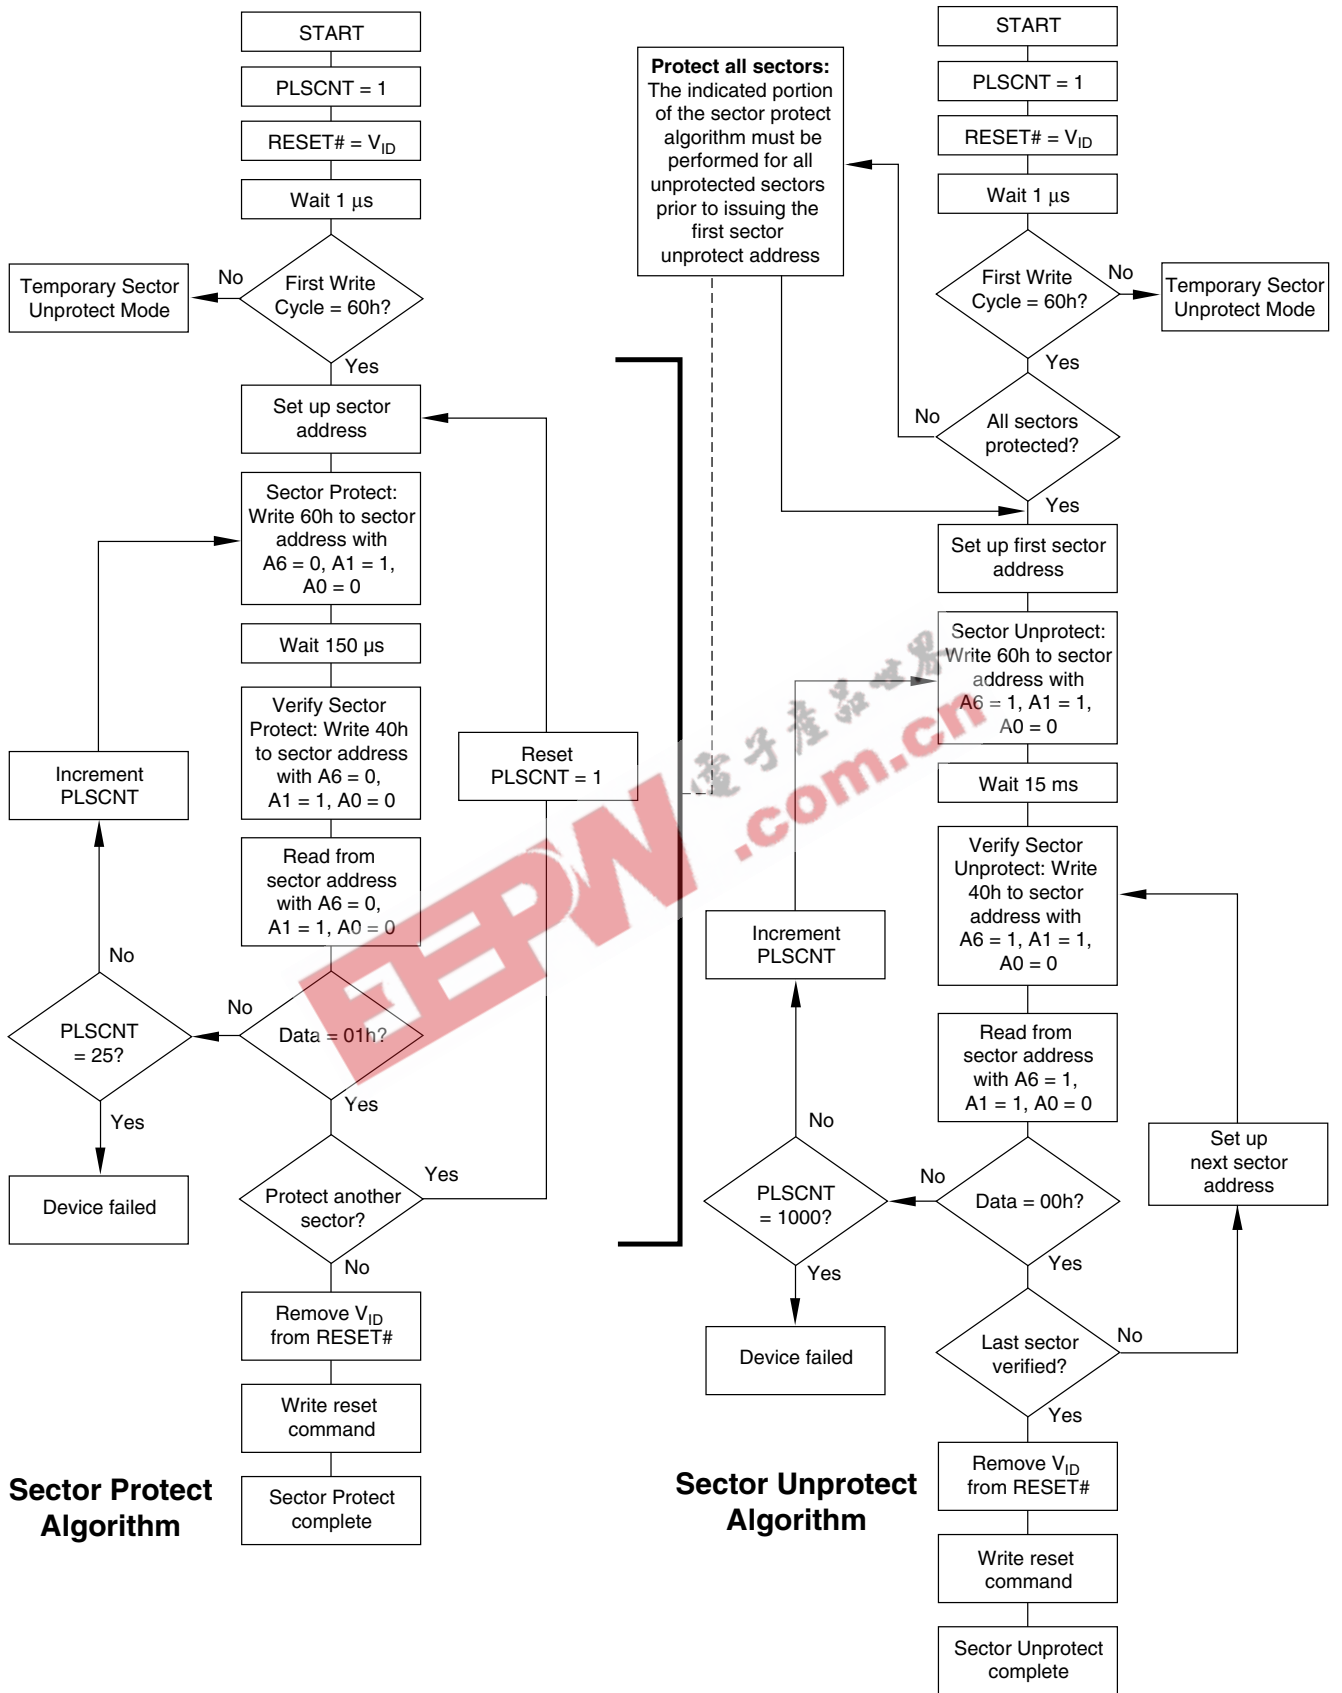 START
PLSCNT = 1
RESET# = VID
Wait 1 μs
First Write
Cycle = 60h?
No
Temporary Sector
Unprotect Mode
Yes
Set up sector
address
Sector Protect:
Write 60h to sector
address with
A6 = 0, A1 = 1,
A0 = 0
Wait 150 µs
Verify Sector
Protect: Write 40h
to sector address
with A6 = 0,
A1 = 1, A0 = 0
Reset
PLSCNT = 1
Increment
PLSCNT
Read from
sector address
with A6 = 0,
A1 = 1, A0 = 0
No
No
PLSCNT
= 25?
Data = 01h?
Yes
Yes
Device failed
Protect another
sector?
Yes
No
Remove VID
from RESET#
Write reset
command
Sector Protect
complete
Sector Protect
Algorithm
Protect all sectors:
The indicated portion
of the sector protect
algorithm must be
performed for all
unprotected sectors
prior to issuing the
first sector
unprotect address
START
PLSCNT = 1
RESET# = VID
Wait 1 μs
First Write
Cycle = 60h?
No
Temporary Sector
Unprotect Mode
Yes
No
All sectors
protected?
Yes
Set up first sector
address
Sector Unprotect:
Write 60h to sector
address with
A6 = 1, A1 = 1,
A0 = 0
Wait 15 ms
Verify Sector
Unprotect: Write
40h to sector
address with
A6 = 1, A1 = 1,
A0 = 0
Increment
PLSCNT
Read from
sector address
with A6 = 1,
A1 = 1, A0 = 0
No
No
PLSCNT
= 1000?
Data = 00h?
Set up
next sector
address
Yes
Yes
Device failed
Last sector
verified?
No
Yes
Remove VID
from RESET#
Write reset
command
Sector Unprotect
complete
Sector Unprotect
Algorithm
EEPW
電子產品世界
.com.cn